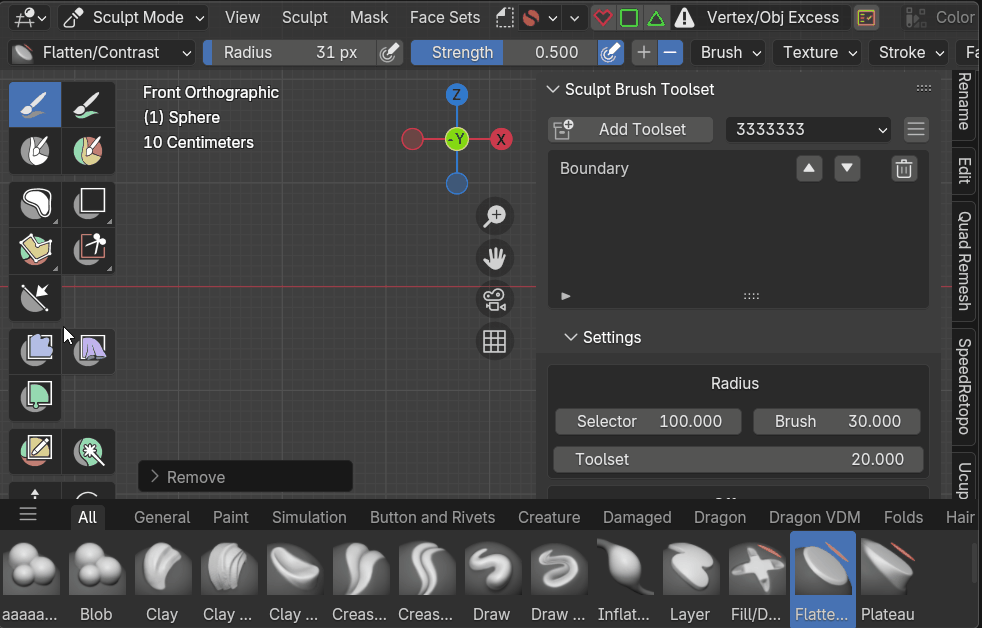 Sculpt Mode View Sculpt Mask Face Sets Vertex/Obj Excess Color
Flatten/Contrast Radius 31 px Strength 0.500 Brush Texture Stroke Fa
Front Orthographic
(1) Sphere
10 Centimeters
Z
-Y
X
Remove
Sculpt Brush Toolset
Add Toolset 3333333
Boundary
Settings
Radius
Selector 100.000 Brush 30.000
Toolset 20.000
Rename
Edit
Quad Remesh
SpeedRetopo
Ucup
All General Paint Simulation Button and Rivets Creature Damaged Dragon Dragon VDM Folds Hair
aaaaa... Blob Clay Clay ... Clay ... Creas... Creas... Draw Draw ... Inflat... Layer Fill/D... Flatte... Plateau